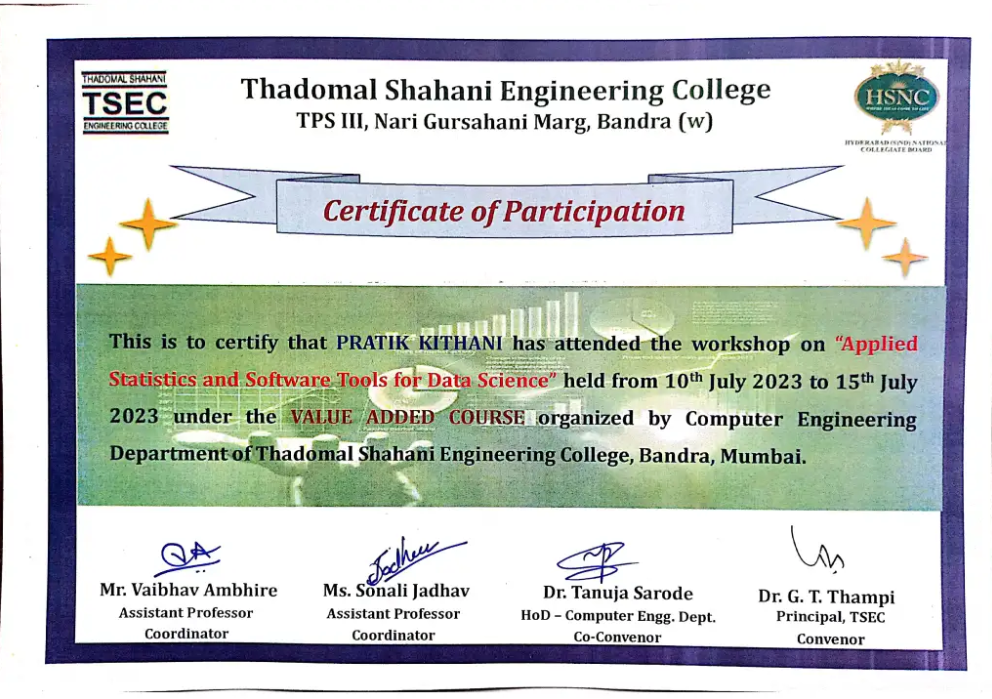 THADOMAL SHAHANI
TSEC
ENGINEERING COLLEGE
Thadomal Shahani Engineering College
TPS III, Nari Gursahani Marg, Bandra (w)
HSNC
HYDERABAD (SIND) NATIONAL
COLLEGIATE BOARD
Certificate of Participation
This is to certify that PRATIK KITHANI has attended the workshop on “Applied
Statistics and Software Tools for Data Science” held from 10th July 2023 to 15th July
2023 under the VALUE ADDED COURSE organized by Computer Engineering
Department of Thadomal Shahani Engineering College, Bandra, Mumbai.
Jadhav
Mr. Vaibhav Ambhire
Assistant Professor
Coordinator
Ms. Sonali Jadhav
Assistant Professor
Coordinator
Dr. Tanuja Sarode
HoD – Computer Engg. Dept.
Co-Convenor
Dr. G. T. Thampi
Principal, TSEC
Convenor